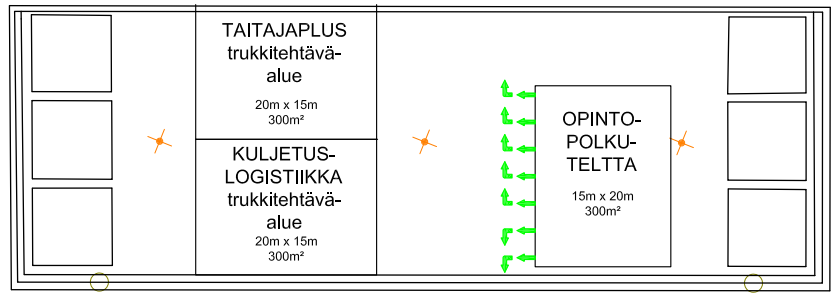 TAITAJAPLUS
trukkitehtävä-
alue
20m x 15m
300m²
KULJETUS-
LOGISTIIKKA
trukkitehtävä-
alue
20m x 15m
300m²
OPINTO-
POLKU-
TELTTA
15m x 20m
300m²